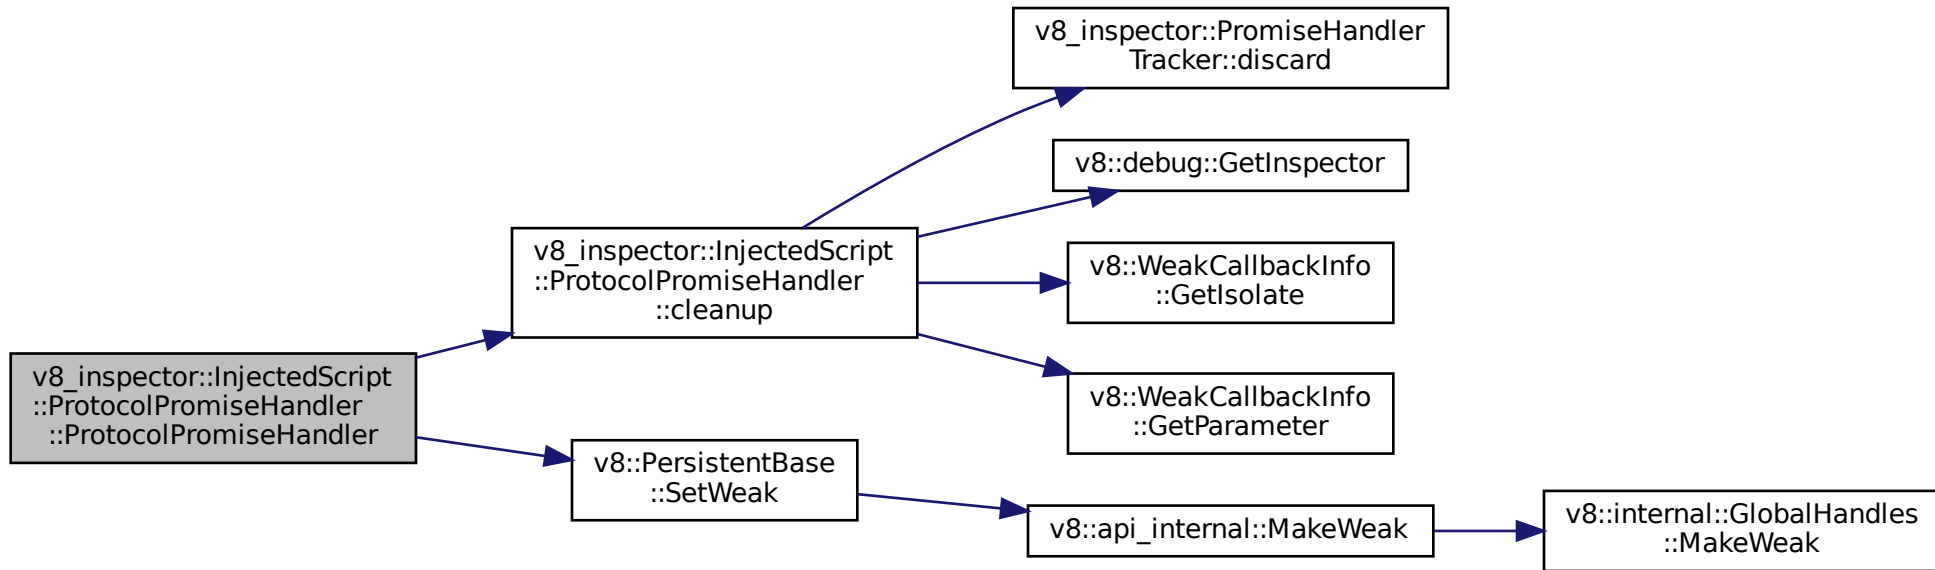 v8_inspector::PromiseHandler
Tracker::discard
v8::debug::GetInspector
v8_inspector::InjectedScript
::ProtocolPromiseHandler
::cleanup
v8::WeakCallbackInfo
::GetIsolate
v8_inspector::InjectedScript
::ProtocolPromiseHandler
::ProtocolPromiseHandler
v8::WeakCallbackInfo
::GetParameter
v8::PersistentBase
::SetWeak
v8::api_internal::MakeWeak
v8::internal::GlobalHandles
::MakeWeak